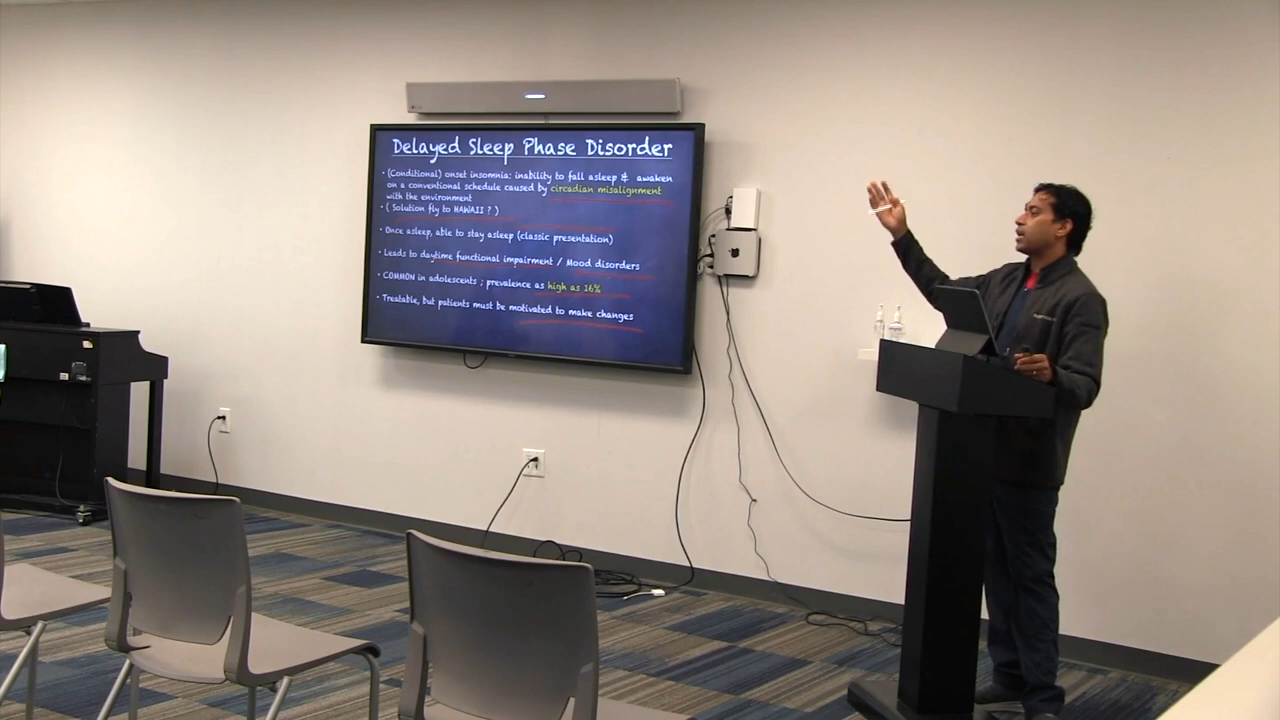 Delayed Sleep Phase Disorder
• (Conditional) onset insomnia: inability to fall asleep & awaken
on a conventional schedule caused by circadian misalignment
with the environment
• ( Solution fly to HAWAII ? )
• Once asleep, able to stay asleep (classic presentation)
• Leads to daytime functional impairment / Mood disorders
• COMMON in adolescents ; prevalence as high as 16%
• Treatable, but patients must be motivated to make changes